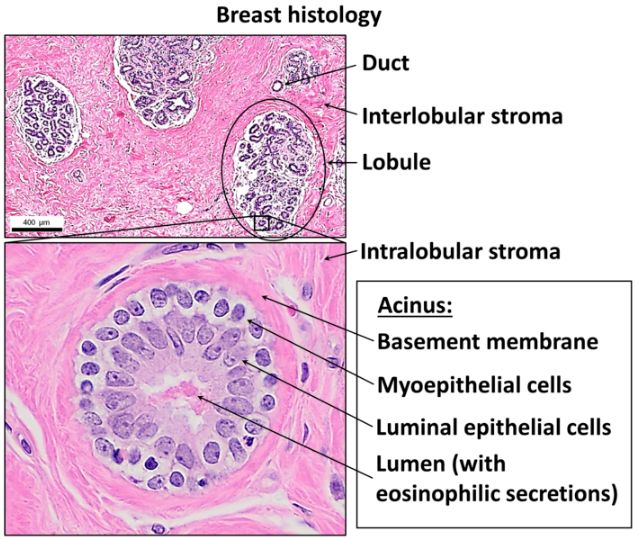 Breast histology
Duct
Interlobular stroma
Lobule
400 µm
Intralobular stroma
Acinus:
Basement membrane
Myoepithelial cells
Luminal epithelial cells
Lumen (with
eosinophilic secretions)